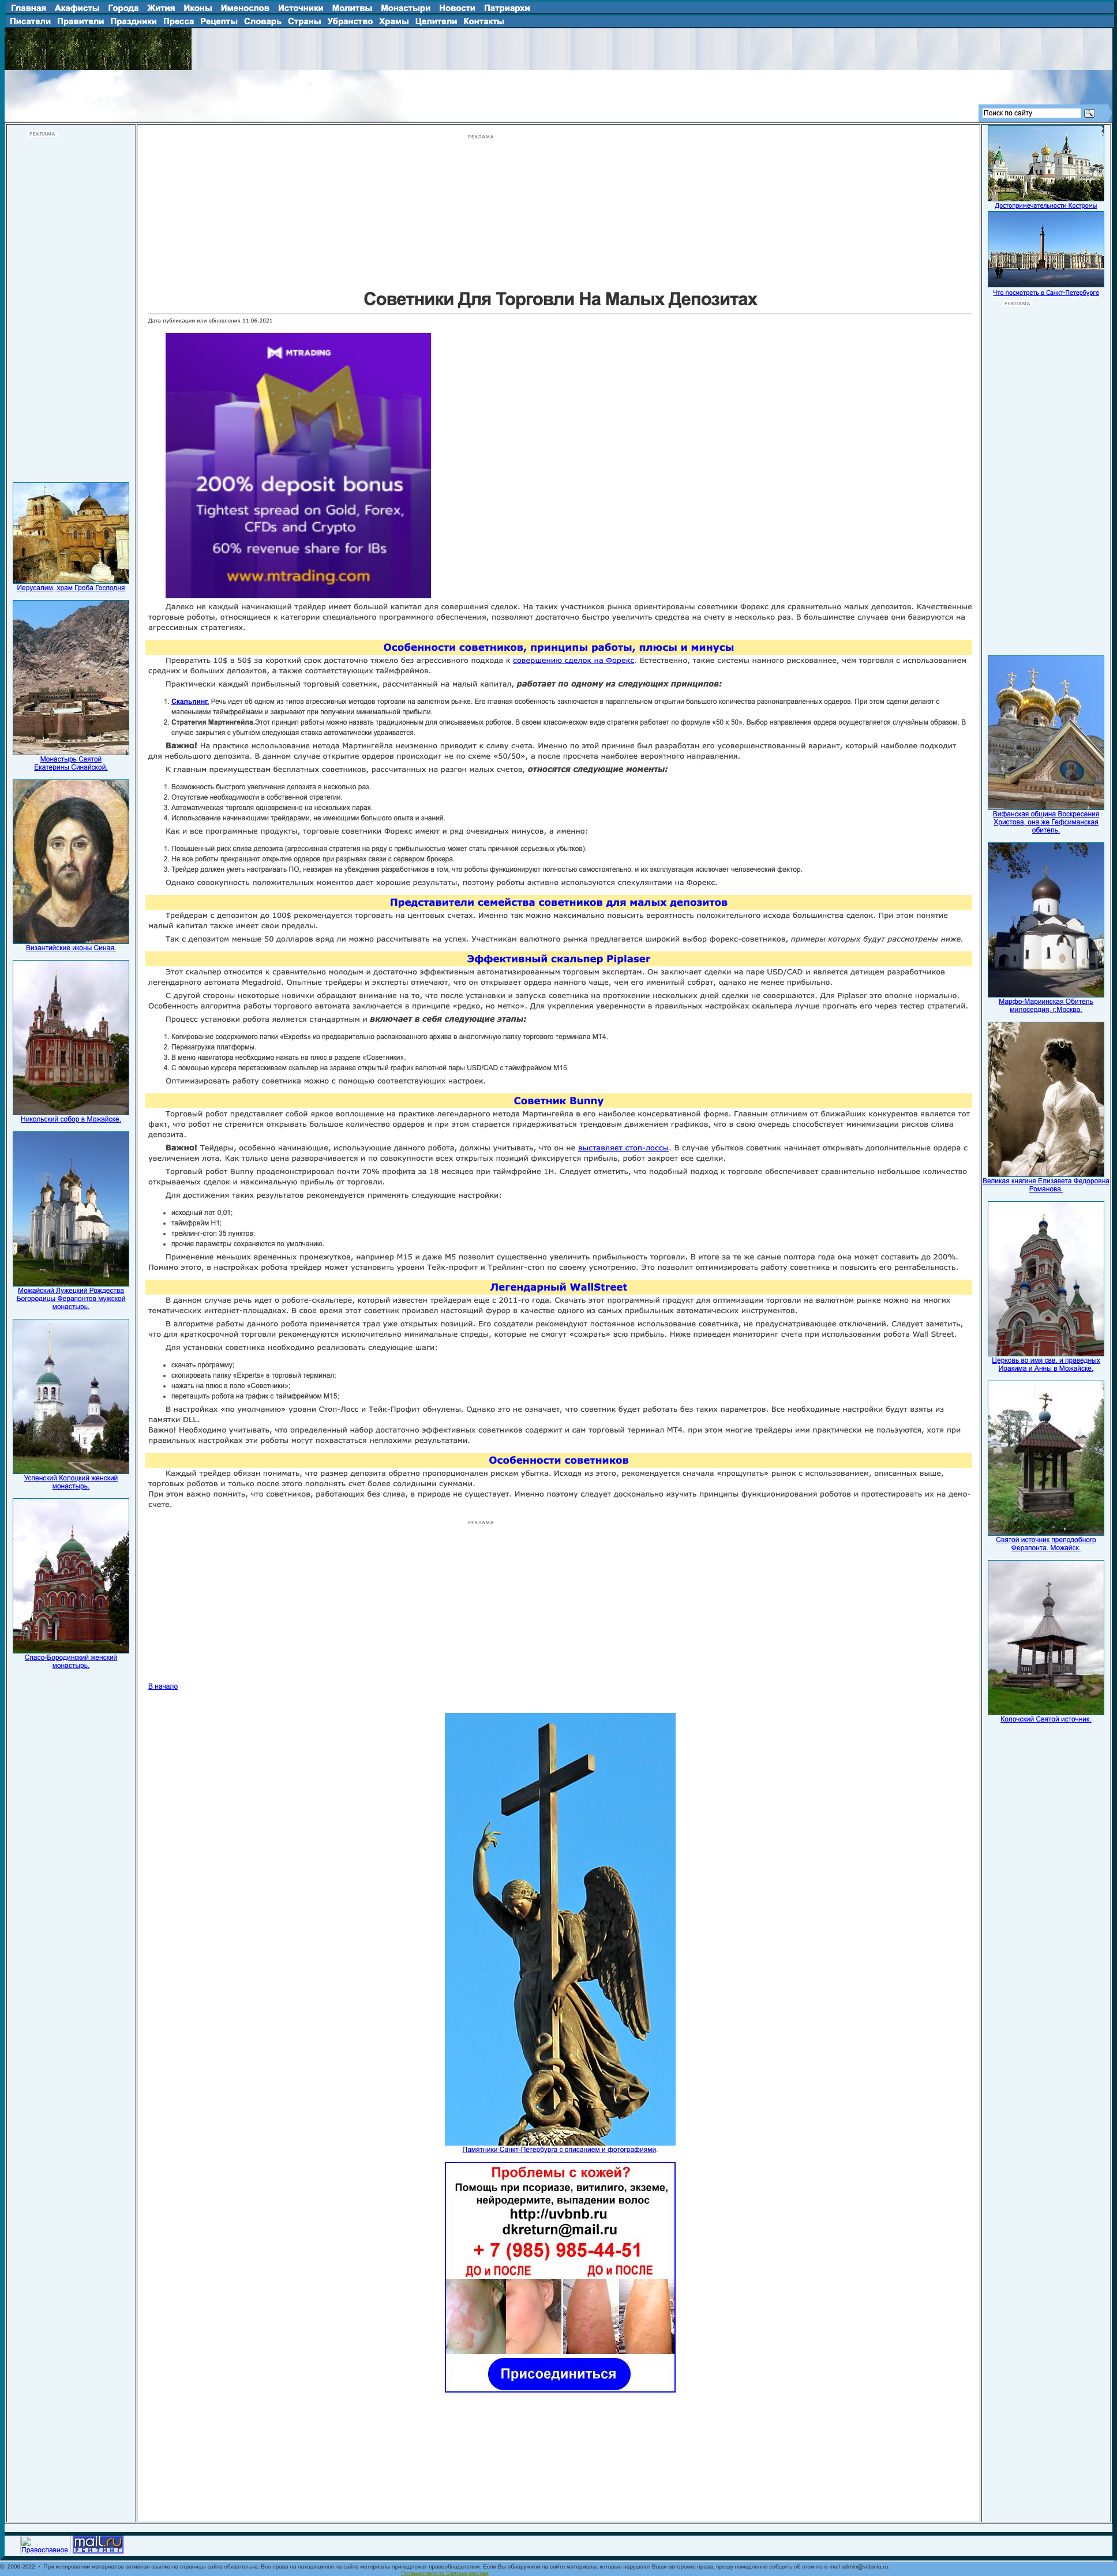 Главная Акафисты Города Жития Иконы Именослов Источники Молитвы Монастыри Новости Патриархи
Писатели Правители Праздники Пресса Рецепты Словарь Страны Убранство Храмы Целители Контакты
Поиск по сайту
РЕКЛАМА
Иерусалим, храм Гроба Господня
Монастырь Святой
Екатерины Синайской.
Византийские иконы Синая.
Никольский собор в Можайске.
Можайский Лужецкий Рождества
Богородицы Ферапонтов мужской
монастырь.
Успенский Колоцкий женский
монастырь.
Спасо-Бородинский женский
монастырь.
РЕКЛАМА
Советники Для Торговли На Малых Депозитах
Дата публикации или обновления 11.06.2021
MTRADING
200% deposit bonus
Tightest spread on Gold, Forex,
CFDs and Crypto
60% revenue share for IBs
www.mtrading.com
Далеко не каждый начинающий трейдер имеет большой капитал для совершения сделок. На таких участников рынка ориентированы советники Форекс для сравнительно малых депозитов. Качественные
торговые роботы, относящиеся к категории специального программного обеспечения, позволяют достаточно быстро увеличить средства на счету в несколько раз. В большинстве случаев они базируются на
агрессивных стратегиях.
Особенности советников, принципы работы, плюсы и минусы
Превратить 10$ в 50$ за короткий срок достаточно тяжело без агрессивного подхода к совершению сделок на Форекс. Естественно, такие системы намного рискованнее, чем торговля с использованием
средних и больших депозитов, а также соответствующих таймфреймов.
Практически каждый прибыльный торговый советник, рассчитанный на малый капитал, работает по одному из следующих принципов:
1. Скальпинг. Речь идет об одном из типов агрессивных методов торговли на валютном рынке. Его главная особенность заключается в параллельном открытии большого количества разнонаправленных ордеров. При этом сделки делают с
маленькими таймфреймами и закрывают при получении минимальной прибыли.
2. Стратегия Мартингейла.Этот принцип работы можно назвать традиционным для описываемых роботов. В своем классическом виде стратегия работает по формуле «50 х 50». Выбор направления ордера осуществляется случайным образом. В
случае закрытия с убытком следующая ставка автоматически удваивается.
Важно! На практике использование метода Мартингейла неизменно приводит к сливу счета. Именно по этой причине был разработан его усовершенствованный вариант, который наиболее подходит
для небольшого депозита. В данном случае открытие ордеров происходит не по схеме «50/50», а после просчета наиболее вероятного направления.
К главным преимуществам бесплатных советников, рассчитанных на разгон малых счетов, относятся следующие моменты:
1. Возможность быстрого увеличения депозита в несколько раз.
2. Отсутствие необходимости в собственной стратегии.
3. Автоматическая торговля одновременно на нескольких парах.
4. Использование начинающими трейдерами, не имеющими большого опыта и знаний.
Как и все программные продукты, торговые советники Форекс имеют и ряд очевидных минусов, а именно:
1. Повышенный риск слива депозита (агрессивная стратегия на ряду с прибыльностью может стать причиной серьезных убытков).
2. Не все роботы прекращают открытие ордеров при разрывах связи с сервером брокера.
3. Трейдер должен уметь настраивать ПО, невзирая на убеждения разработчиков в том, что роботы функционируют полностью самостоятельно, и их эксплуатация исключает человеческий фактор.
Однако совокупность положительных моментов дает хорошие результаты, поэтому роботы активно используются спекулянтами на Форекс.
Представители семейства советников для малых депозитов
Трейдерам с депозитом до 100$ рекомендуется торговать на центовых счетах. Именно так можно максимально повысить вероятность положительного исхода большинства сделок. При этом понятие
малый капитал также имеет свои пределы.
Так с депозитом меньше 50 долларов вряд ли можно рассчитывать на успех. Участникам валютного рынка предлагается широкий выбор форекс-советников, примеры которых будут рассмотрены ниже.
Эффективный скальпер Piplaser
Этот скальпер относится к сравнительно молодым и достаточно эффективным автоматизированным торговым экспертам. Он заключает сделки на паре USD/CAD и является детищем разработчиков
легендарного автомата Megadroid. Опытные трейдеры и эксперты отмечают, что он открывает ордера намного чаще, чем его именитый собрат, однако не менее прибыльно.
С другой стороны некоторые новички обращают внимание на то, что после установки и запуска советника на протяжении нескольких дней сделки не совершаются. Для Piplaser это вполне нормально.
Особенность алгоритма работы такого автомата заключается в принципе «редко, но метко». Для укрепления уверенности в правильных настройках скальпера лучше прогнать его через тестер стратегий.
Процесс установки робота является стандартным и включает в себя следующие этапы:
1. Копирование содержимого папки «Experts» из предварительно распакованного архива в аналогичную папку торгового терминала МТ4.
2. Перезагрузка платформы.
3. В меню навигатора необходимо нажать на плюс в разделе «Советники».
4. С помощью курсора перетаскиваем скальпер на заранее открытый график валютной пары USD/CAD с таймфреймом М15.
Оптимизировать работу советника можно с помощью соответствующих настроек.
Советник Bunny
Торговый робот представляет собой яркое воплощение на практике легендарного метода Мартингейла в его наиболее консервативной форме. Главным отличием от ближайших конкурентов является тот
факт, что робот не стремится открывать большое количество ордеров и при этом старается придерживаться больших таймфреймов, что в свою очередь способствует минимизации рисков слива
депозита.
Важно! Тейдеры, особенно начинающие, использующие данного робота, должны учитывать, что он не выставляет стоп-лоссы. В случае убытков советник начинает открывать дополнительные ордера с
увеличением лота. Как только цена разворачивается и по совокупности открытых позиций фиксируется прибыль, робот закроет все сделки.
Торговый робот Bunny продемонстрировал почти 70% профита за 18 месяцев при таймфрейме 1Н. Следует отметить, что подобный подход к торговле обеспечивает сравнительно небольшое количество
открываемых сделок и максимальную прибыль от торговли.
Для достижения таких результатов рекомендуется применять следующие настройки:
• исходный лот 0,01;
• таймфрейм Н1;
• трейлинг-стоп 35 пунктов;
• прочие параметры сохраняются по умолчанию.
Применение меньших временных промежутков, например М15 и даже М5 позволит существенно увеличить прибыльность торговли. В итоге за те же самые полтора года она может составить до 200%.
Помимо этого, в настройках робота трейдер может установить уровни Тейк-профит и Трейлинг-стоп по своему усмотрению. Это позволит оптимизировать работу советника и повысить его рентабельность.
Легендарный WallStreet
В данном случае речь идет о роботе-скальпере, который известен трейдерам еще с 2011-го года. Скачать этот программный продукт для оптимизации торговли на валютном рынке можно на многих
тематических интернет-площадках. В свое время этот советник произвел настоящий фурор в качестве одного из самых прибыльных автоматических инструментов.
В алгоритме работы данного робота применяется трал уже открытых позиций. Его создатели рекомендуют постоянное использование советника, не предусматривающее отключений. Следует заметить,
что для краткосрочной торговли рекомендуются исключительно минимальные спреды, которые не смогут «сожрать» всю прибыль. Ниже приведен мониторинг счета при использовании робота Wall Street.
Для установки советника необходимо реализовать следующие шаги:
• скачать программу;
• скопировать папку «Experts» в торговый терминал;
• нажать на плюс в поле «Советники»;
• перетащить робота на график с таймфреймом М15;
В настройках «по умолчанию» уровни Стоп-Лосс и Тейк-Профит обнулены. Однако это не означает, что советник будет работать без таких параметров. Все необходимые настройки будут взяты из
памятки DLL.
Важно! Необходимо учитывать, что определенный набор достаточно эффективных советников содержит и сам торговый терминал МТ4. при этом многие трейдеры ими практически не пользуются, хотя при
правильных настройках эти роботы могут похвастаться неплохими результатами.
Особенности советников
Каждый трейдер обязан понимать, что размер депозита обратно пропорционален рискам убытка. Исходя из этого, рекомендуется сначала «прощупать» рынок с использованием, описанных выше,
торговых роботов и только после этого пополнять счет более солидными суммами.
При этом важно помнить, что советников, работающих без слива, в природе не существует. Именно поэтому следует досконально изучить принципы функционирования роботов и протестировать их на демо-
счете.
РЕКЛАМА
В начало
Памятники Санкт-Петербурга с описанием и фотографиями.
Проблемы с кожей?
Помощь при псориазе, витилиго, экземе,
нейродермите, выпадении волос
http://uvbnb.ru
dkreturn@mail.ru
+ 7 (985) 985-44-51
ДО и ПОСЛЕ ДО и ПОСЛЕ
Присоединиться
Достопримечательности Костромы
Что посмотреть в Санкт-Петербурге
РЕКЛАМА
Вифанская община Воскресения
Христова, она же Гефсиманская
обитель.
Марфо-Мариинская Обитель
милосердия, г.Москва.
Великая княгиня Елизавета Федоровна
Романова.
Церковь во имя свв. и праведных
Иоакима и Анны в Можайске.
Святой источник преподобного
Ферапонта. Можайск.
Колочский Святой источник.
Православное
mail.ru
РЕЙТИНГ
© 2009-2022 • При копировании материалов активная ссылка на страницы сайта обязательна. Все права на находящиеся на сайте материалы принадлежат правообладателям. Если Вы обнаружили на сайте материалы, которые нарушают Ваши авторские права, прошу немедленно сообщить об этом по e-mail admin@vidania.ru.
Путешествия по Святым местам